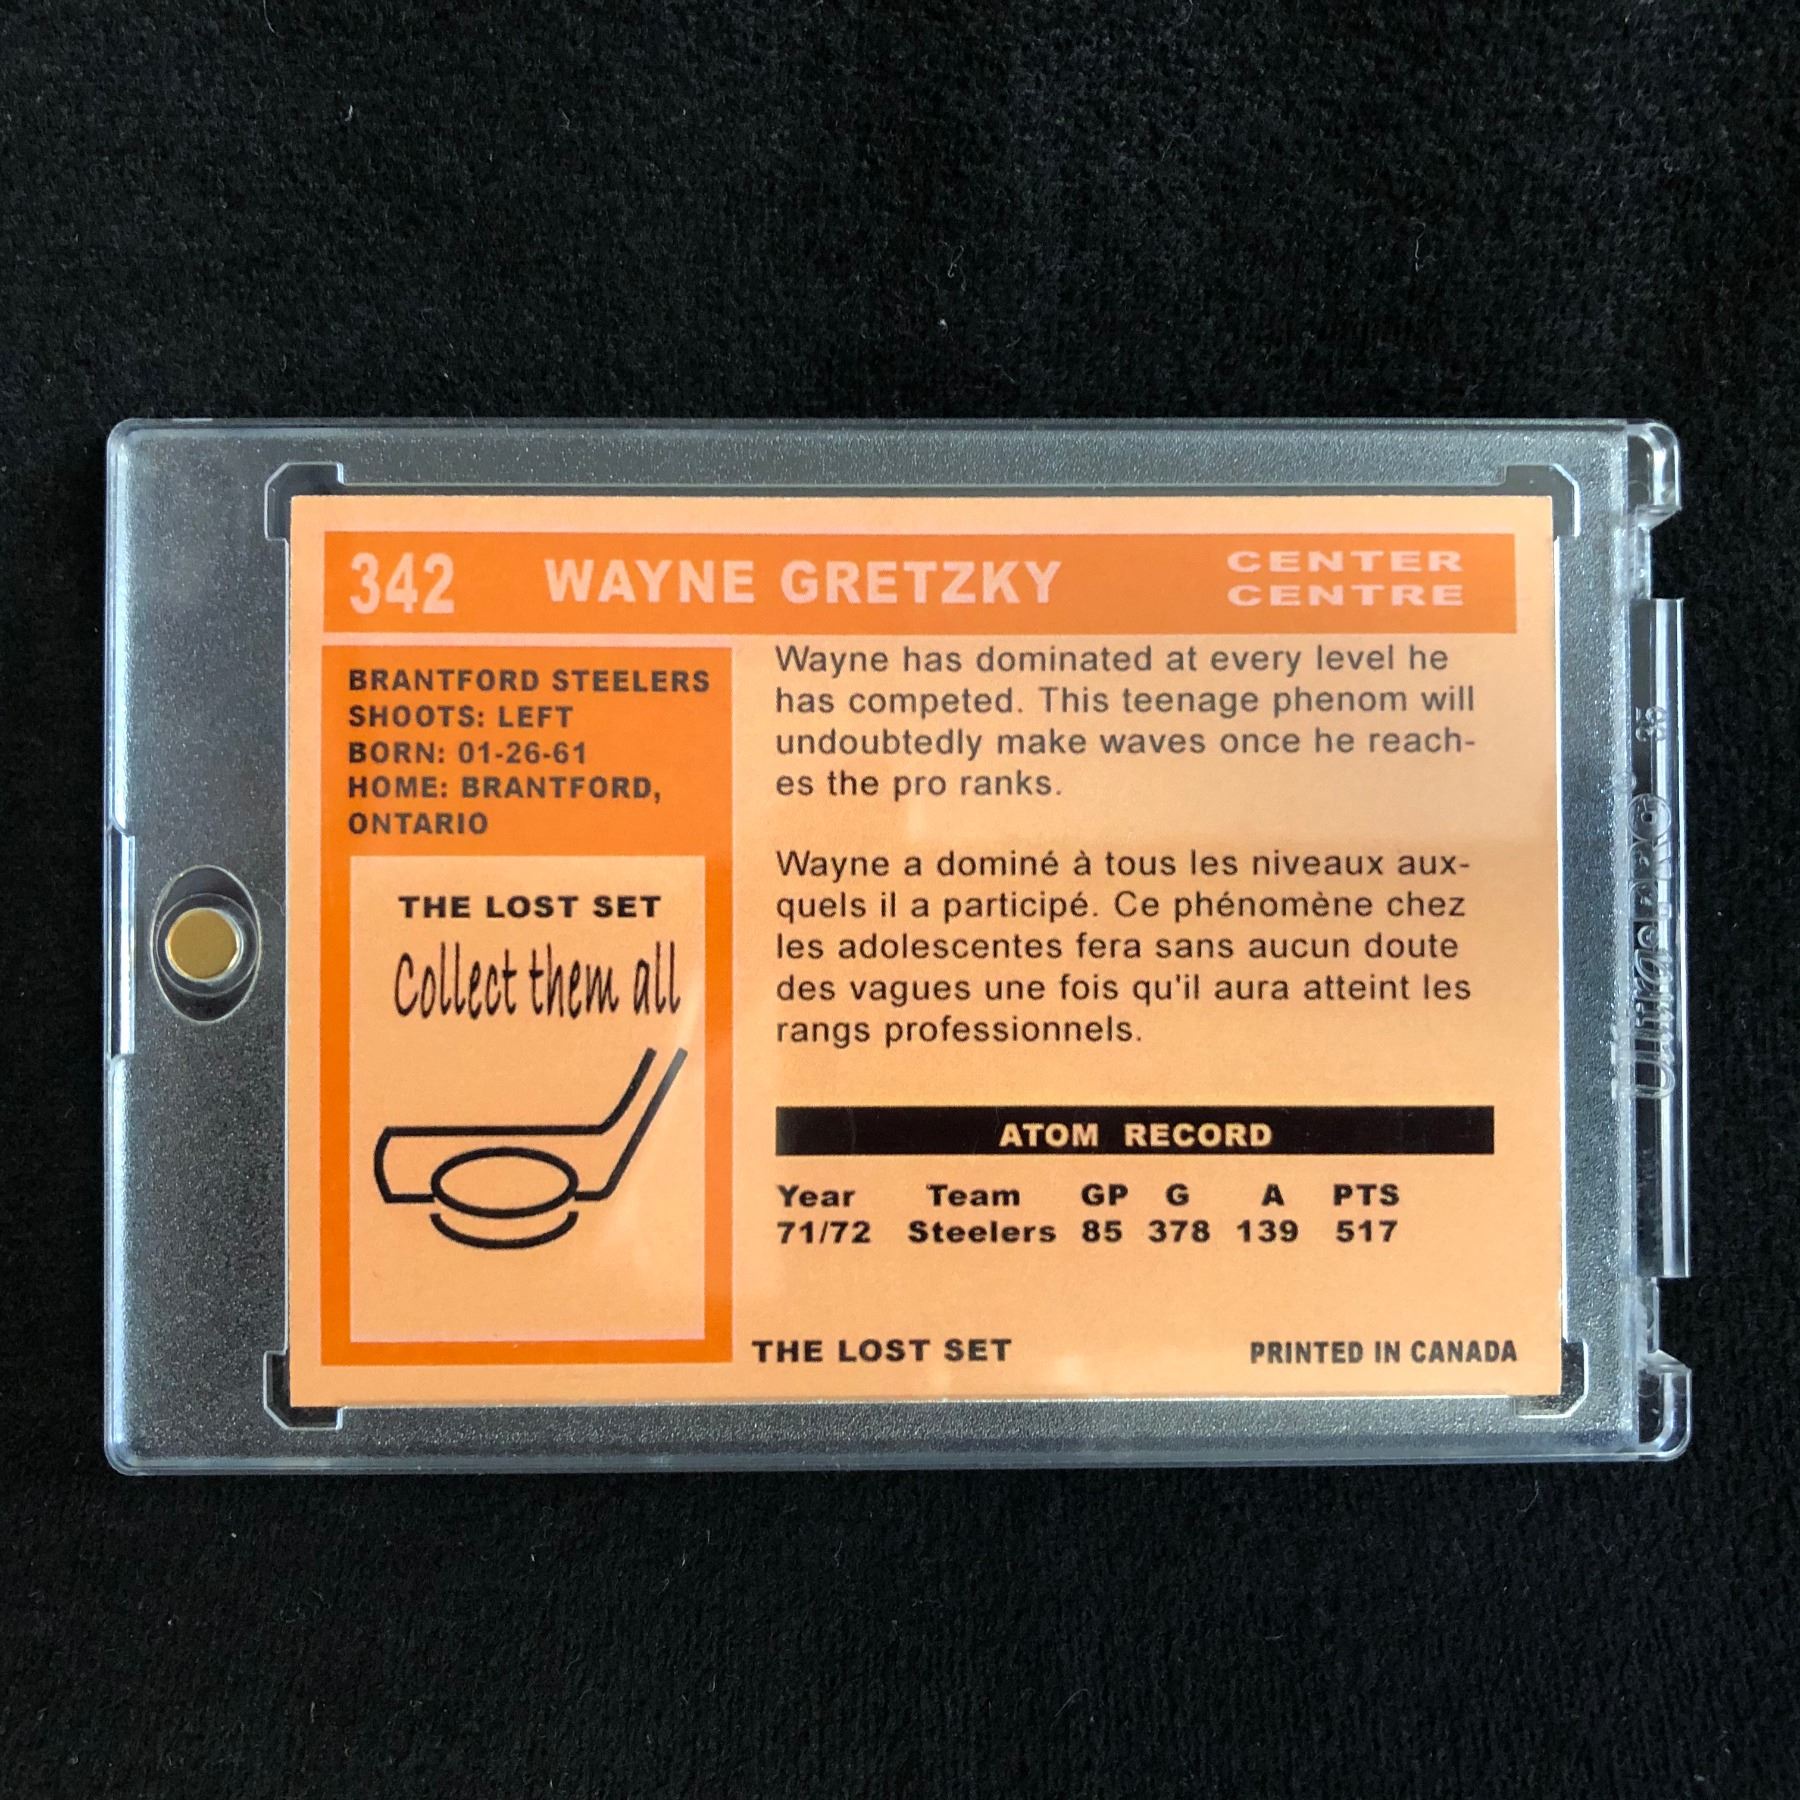 342 WAYNE GRETZKY CENTER
CENTRE
BRANTFORD STEELERS
SHOOTS: LEFT
BORN: 01-26-61
HOME: BRANTFORD,
ONTARIO
THE LOST SET
Collect them all
Wayne has dominated at every level he
has competed. This teenage phenom will
undoubtedly make waves once he reach-
es the pro ranks.
Wayne a dominé à tous les niveaux aux-
quels il a participé. Ce phénomène chez
les adolescentes fera sans aucun doute
des vagues une fois qu'il aura atteint les
rangs professionnels.
ATOM RECORD
Year Team GP G A PTS
71/72 Steelers 85 378 139 517
THE LOST SET PRINTED IN CANADA
Ultra PRO® 35